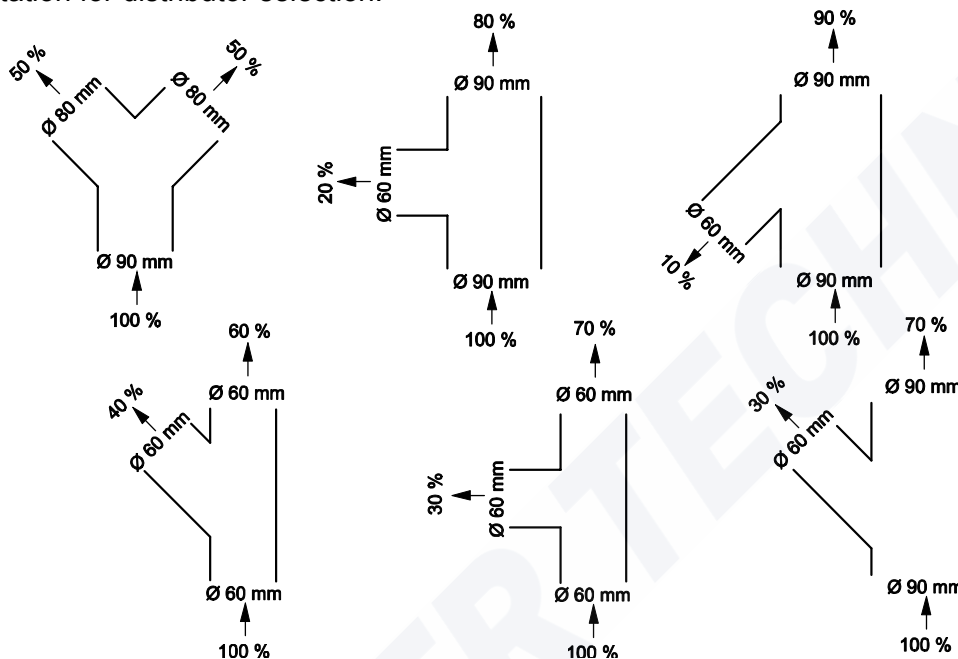 tation for distributor selection.
50 %
50 %
Ø 80 mm
Ø 80 mm
Ø 90 mm
100 %
80 %
Ø 90 mm
20 %
Ø 60 mm
Ø 90 mm
100 %
90 %
Ø 90 mm
Ø 60 mm
10 %
Ø 90 mm
100 %
60 %
Ø 60 mm
40 %
Ø 60 mm
Ø 60 mm
100 %
70 %
Ø 60 mm
30 %
Ø 60 mm
Ø 60 mm
100 %
70 %
Ø 90 mm
30 %
Ø 60 mm
Ø 90 mm
100 %
ER TECHN